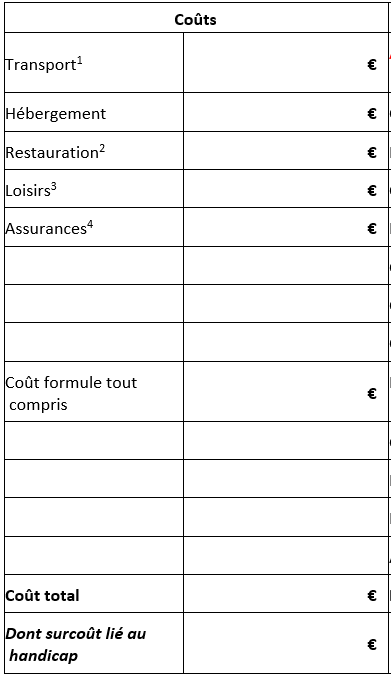 Coûts
Transport¹ €
Hébergement €
Restauration² €
Loisirs³ €
Assurances⁴ €
Coût formule tout
compris €
Coût total €
Dont surcoût lié au
handicap €